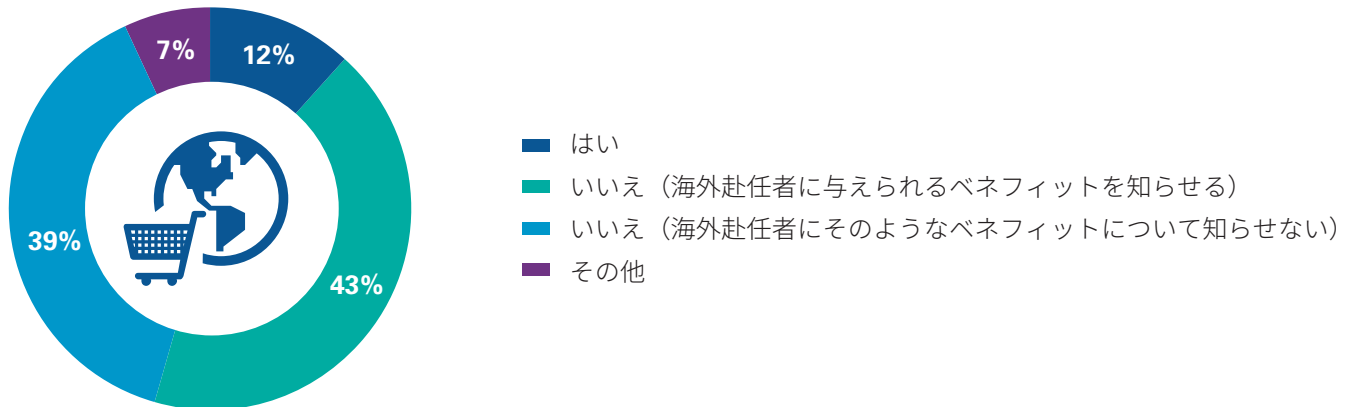 7%
12%
39%
43%
はい
いいえ（海外赴任者に与えられるベネフィットを知らせる）
いいえ（海外赴任者にそのようなベネフィットについて知らせない）
その他